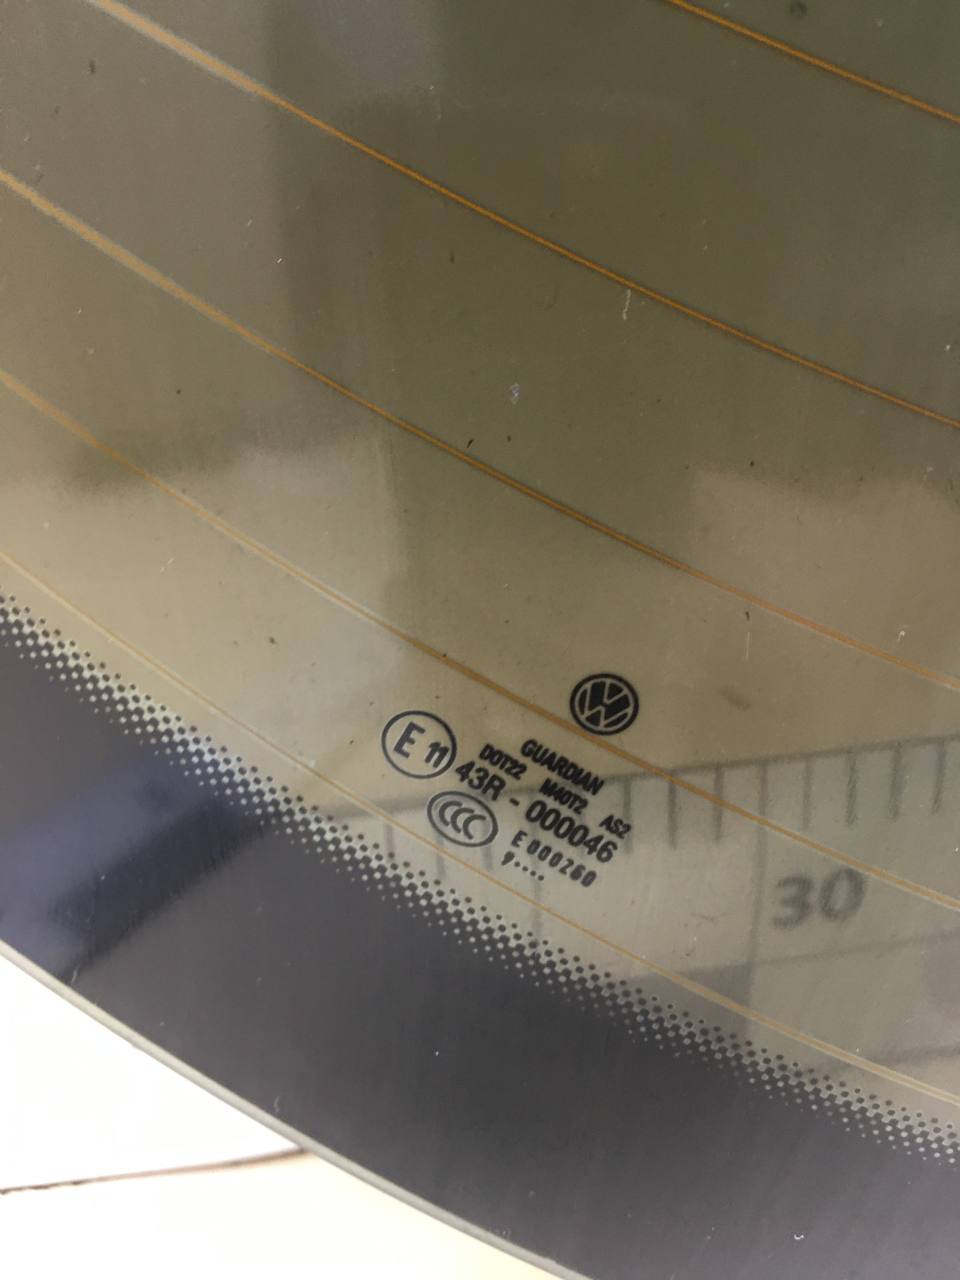 GUARDIAN
DOT22 M40T2 AS2
E 11
43R - 000046
CCC
E000260
30